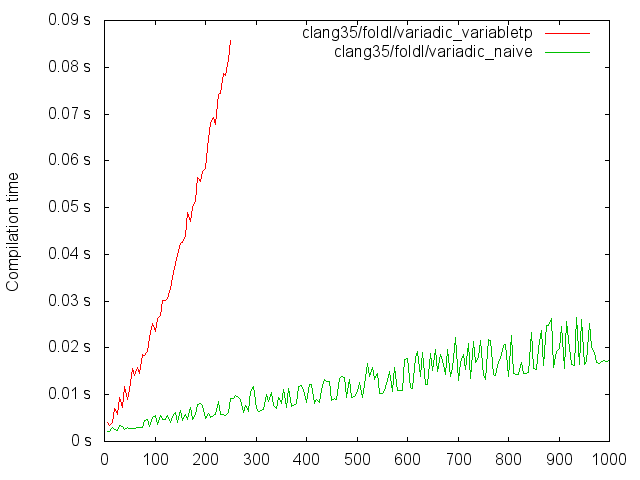 clang35/foldl/variadic_variabletp
clang35/foldl/variadic_naive
Compilation time
0.09 s
0.08 s
0.07 s
0.06 s
0.05 s
0.04 s
0.03 s
0.02 s
0.01 s
0 s
0 100 200 300 400 500 600 700 800 900 1000